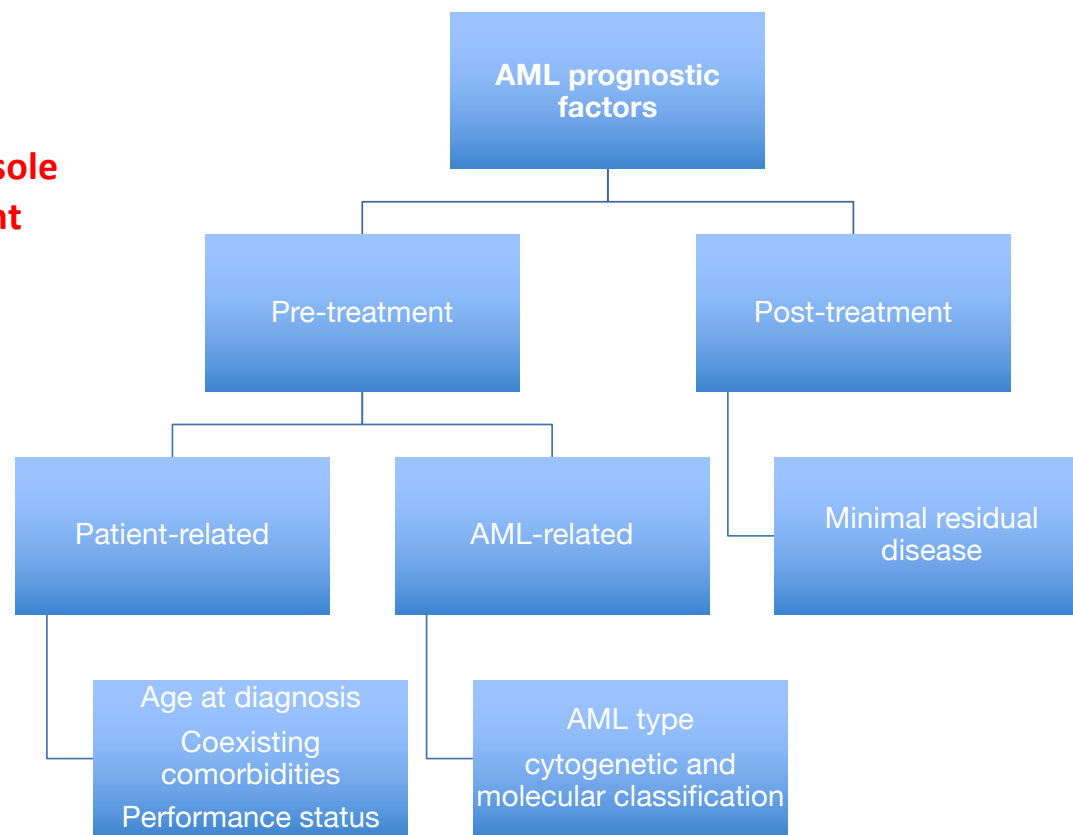 AML prognostic
factors
sole
nt
Pre-treatment
Post-treatment
Patient-related
AML-related
Minimal residual
disease
Age at diagnosis
Coexisting
comorbidities
Performance status
AML type
cytogenetic and
molecular classification